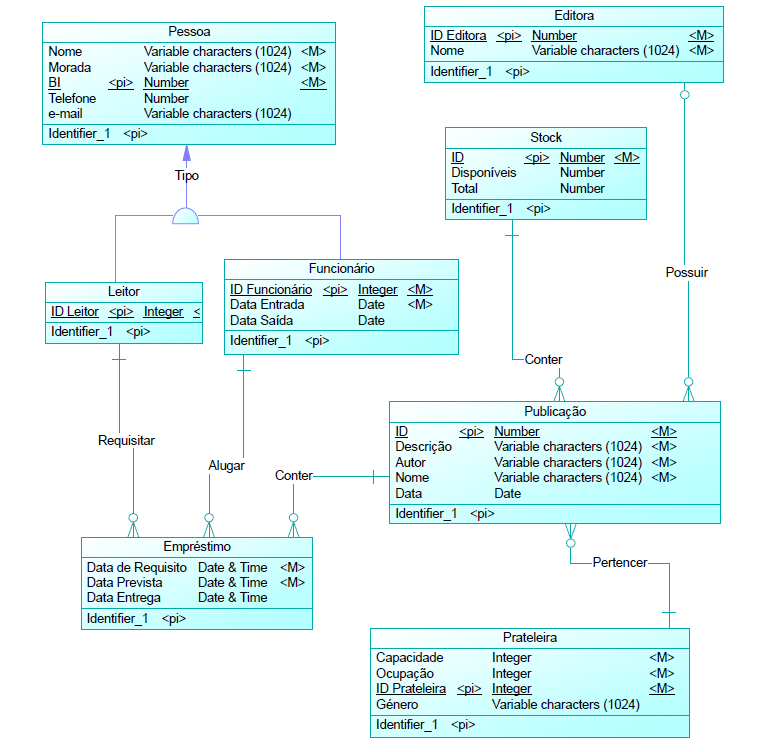 Pessoa
Nome Variable characters (1024) <M>
Morada Variable characters (1024) <M>
BI <pi> Number <M>
Telefone Number
e-mail Variable characters (1024)
Identifier_1 <pi>
Editora
ID Editora <pi> Number <M>
Nome Variable characters (1024) <M>
Identifier_1 <pi>
Stock
ID <pi> Number <M>
Disponíveis Number
Total Number
Identifier_1 <pi>
Tipo
Possuir
Leitor
ID Leitor <pi> Integer <
Identifier_1 <pi>
Funcionário
ID Funcionário <pi> Integer <M>
Data Entrada Date <M>
Data Saída Date
Identifier_1 <pi>
Conter
Requisitar
Alugar
Conter
Publicação
ID <pi> Number <M>
Descrição Variable characters (1024) <M>
Autor Variable characters (1024) <M>
Nome Variable characters (1024) <M>
Data Date
Identifier_1 <pi>
Empréstimo
Data de Requisito Date & Time <M>
Data Prevista Date & Time <M>
Data Entrega Date & Time
Identifier_1 <pi>
Pertencer
Prateleira
Capacidade Integer <M>
Ocupação Integer <M>
ID Prateleira <pi> Integer <M>
Género Variable characters (1024)
Identifier_1 <pi>